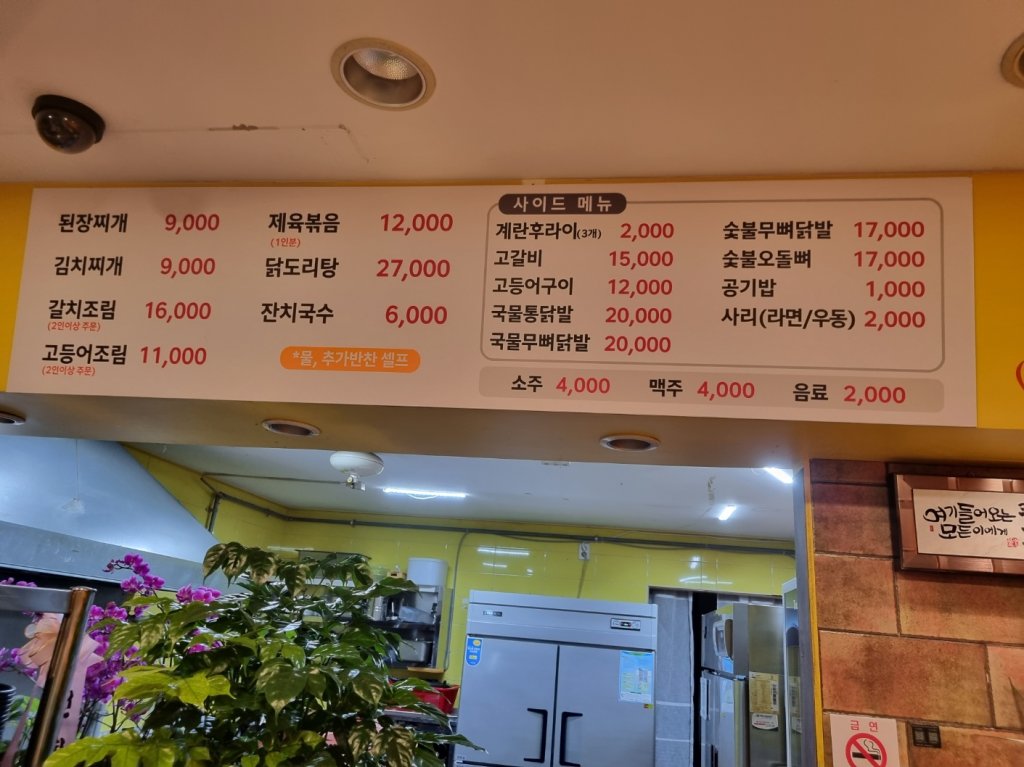 된장찌개 9,000
김치찌개 9,000
갈치조림 16,000
(2인이상 주문)
고등어조림 11,000
(2인이상 주문)
제육볶음 12,000
(1인분)
닭도리탕 27,000
잔치국수 6,000
*물, 추가반찬 셀프
사이드 메뉴
계란후라이(3개) 2,000
고갈비 15,000
고등어구이 12,000
국물통닭발 20,000
국물무뼈닭발 20,000
숯불무뼈닭발 17,000
숯불오돌뼈 17,000
공기밥 1,000
사리(라면/우동) 2,000
소주 4,000 맥주 4,000 음료 2,000
여기들어오는
모든이에게
금연